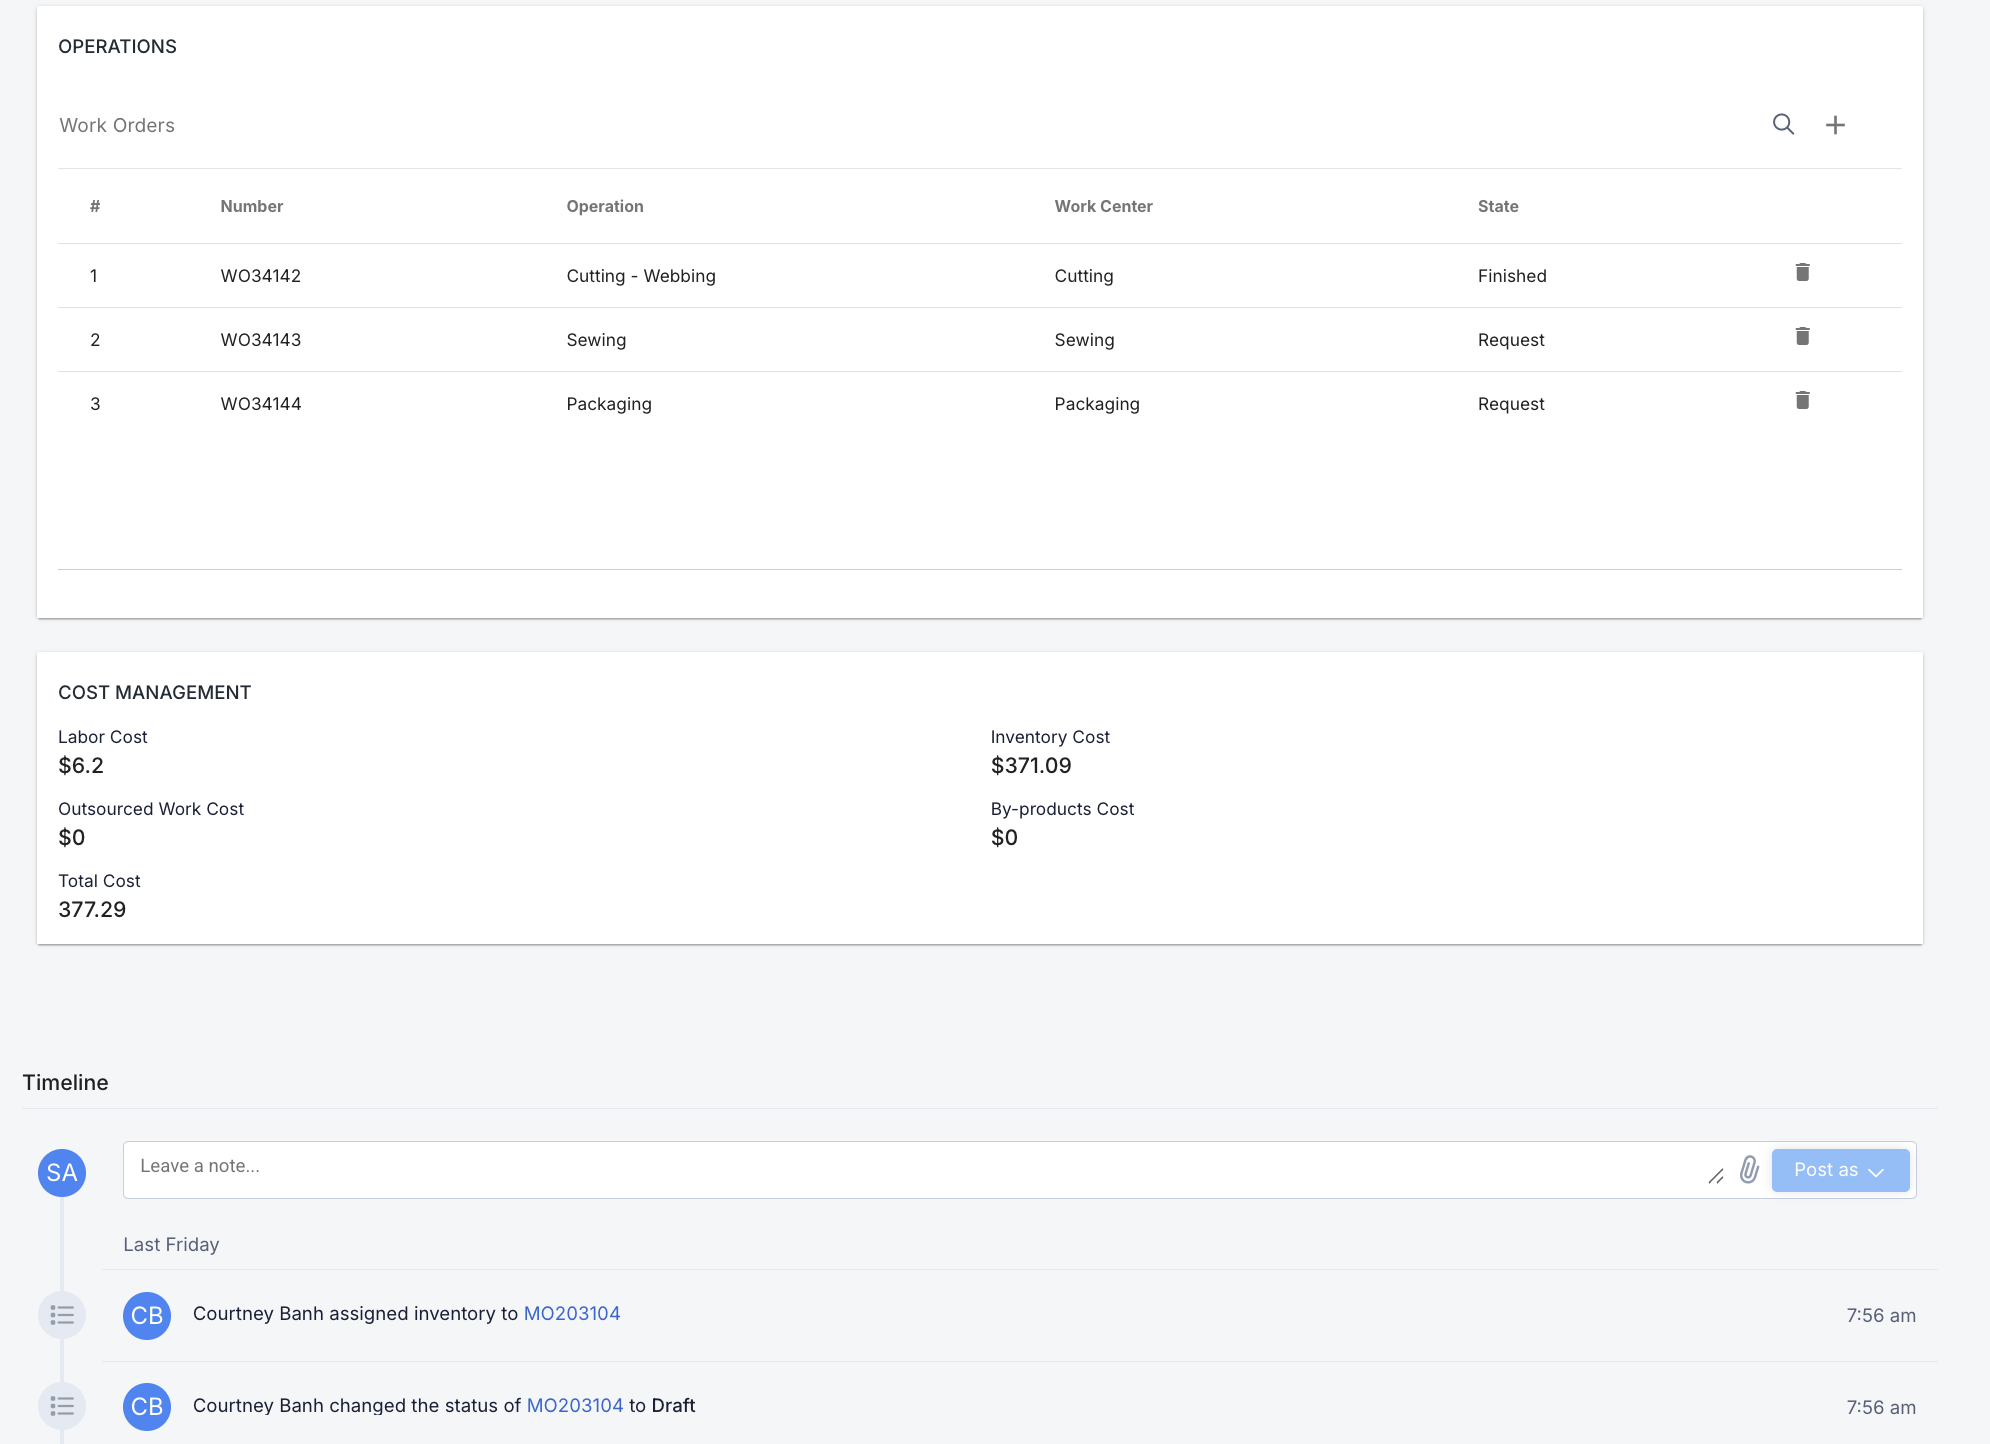 OPERATIONS
Work Orders
# Number Operation Work Center State
1 WO34142 Cutting - Webbing Cutting Finished
2 WO34143 Sewing Sewing Request
3 WO34144 Packaging Packaging Request
COST MANAGEMENT
Labor Cost Inventory Cost
$6.2 $371.09
Outsourced Work Cost By-products Cost
$0 $0
Total Cost
377.29
Timeline
SA Leave a note... Post as
Last Friday
CB Courtney Banh assigned inventory to MO203104 7:56 am
CB Courtney Banh changed the status of MO203104 to Draft 7:56 am